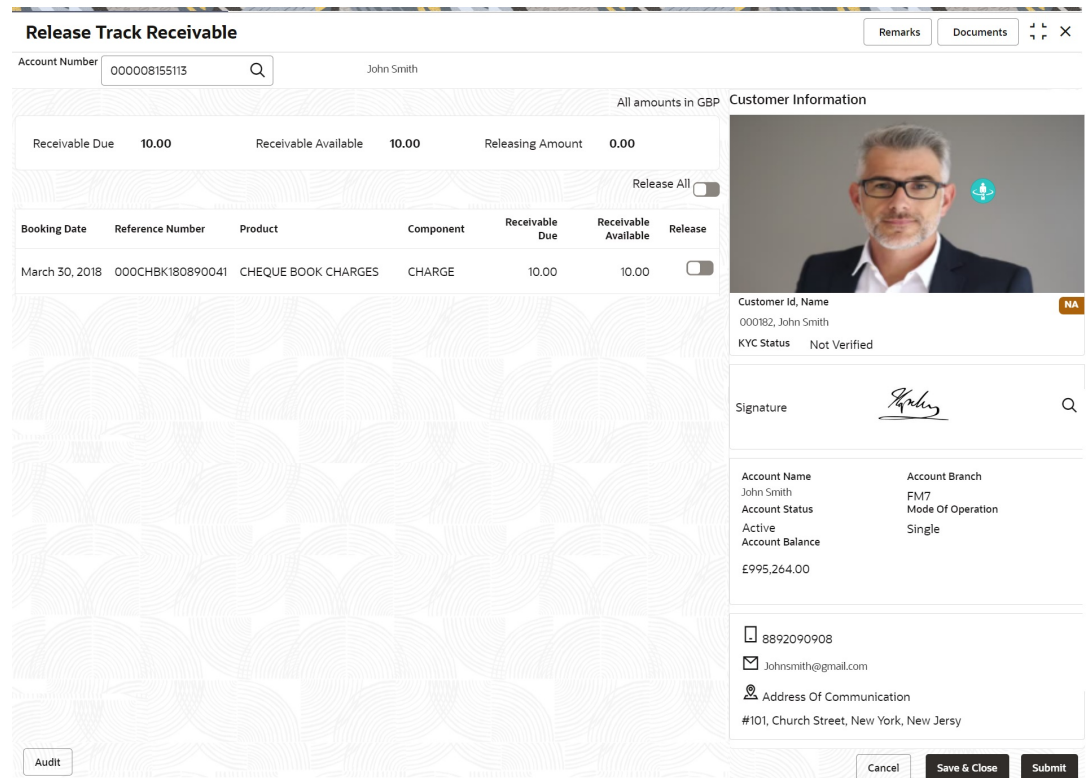 Release Track Receivable
Remarks
Documents
Account Number
000008155113
John Smith
All amounts in GBP
Receivable Due 10.00 Receivable Available 10.00 Releasing Amount 0.00
Release All
Booking Date Reference Number Product Component Receivable Due Receivable Available Release
March 30, 2018 000CHBK180890041 CHEQUE BOOK CHARGES CHARGE 10.00 10.00
Customer Information
Customer Id, Name
NA
000182, John Smith
KYC Status Not Verified
Signature
Account Name Account Branch
John Smith FM7
Account Status Mode Of Operation
Active Single
Account Balance
£995,264.00
8892090908
Johnsmith@gmail.com
Address Of Communication
#101, Church Street, New York, New Jersy
Audit
Cancel
Save & Close
Submit